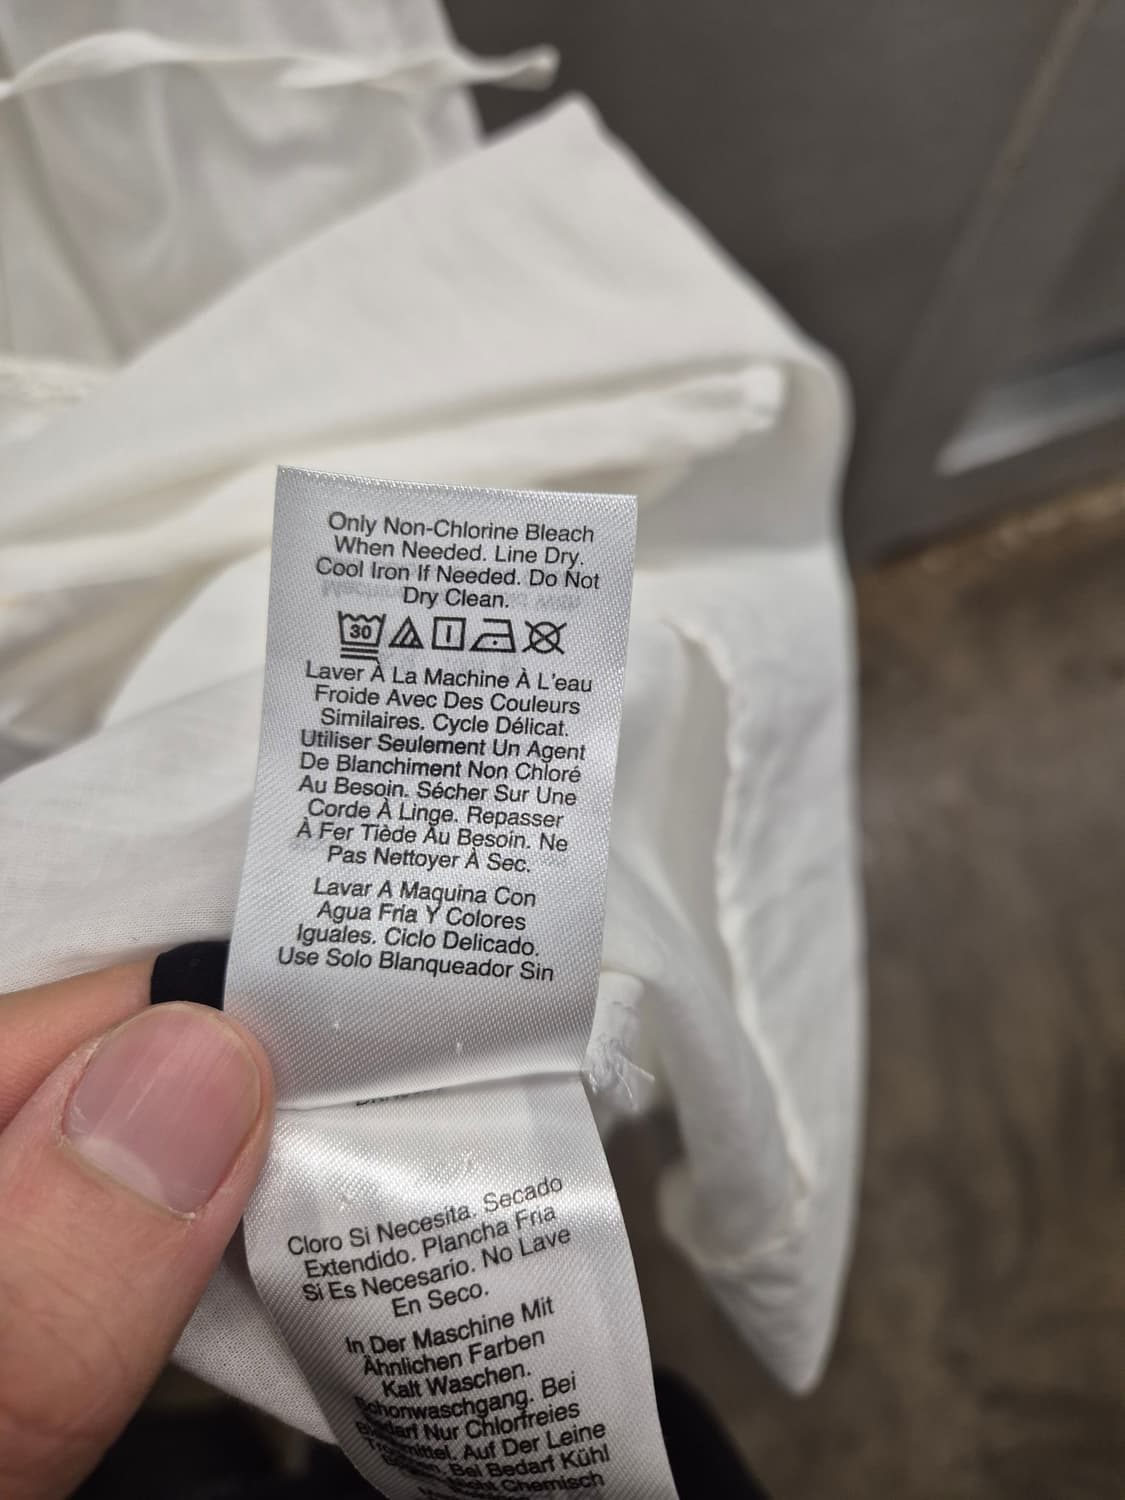 Only Non-Chlorine Bleach
When Needed. Line Dry.
Cool Iron If Needed. Do Not
Dry Clean.
30
Laver À La Machine À L'eau
Froide Avec Des Couleurs
Similaires. Cycle Délicat.
Utiliser Seulement Un Agent
De Blanchiment Non Chloré
Au Besoin. Sécher Sur Une
Corde À Linge. Repasser
À Fer Tiède Au Besoin. Ne
Pas Nettoyer À Sec.
Lavar A Maquina Con
Agua Fria Y Colores
Iguales. Ciclo Delicado.
Use Solo Blanqueador Sin
Cloro Si Necesita. Secado
Extendido. Plancha Fria
Si Es Necesario. No Lave
En Seco.
In Der Maschine Mit
Ähnlichen Farben
Kalt Waschen.
Schonwaschgang. Bei
Nur Chlorfreies
Auf Der Leine
Bei Bedarf Kühl
Chemisch